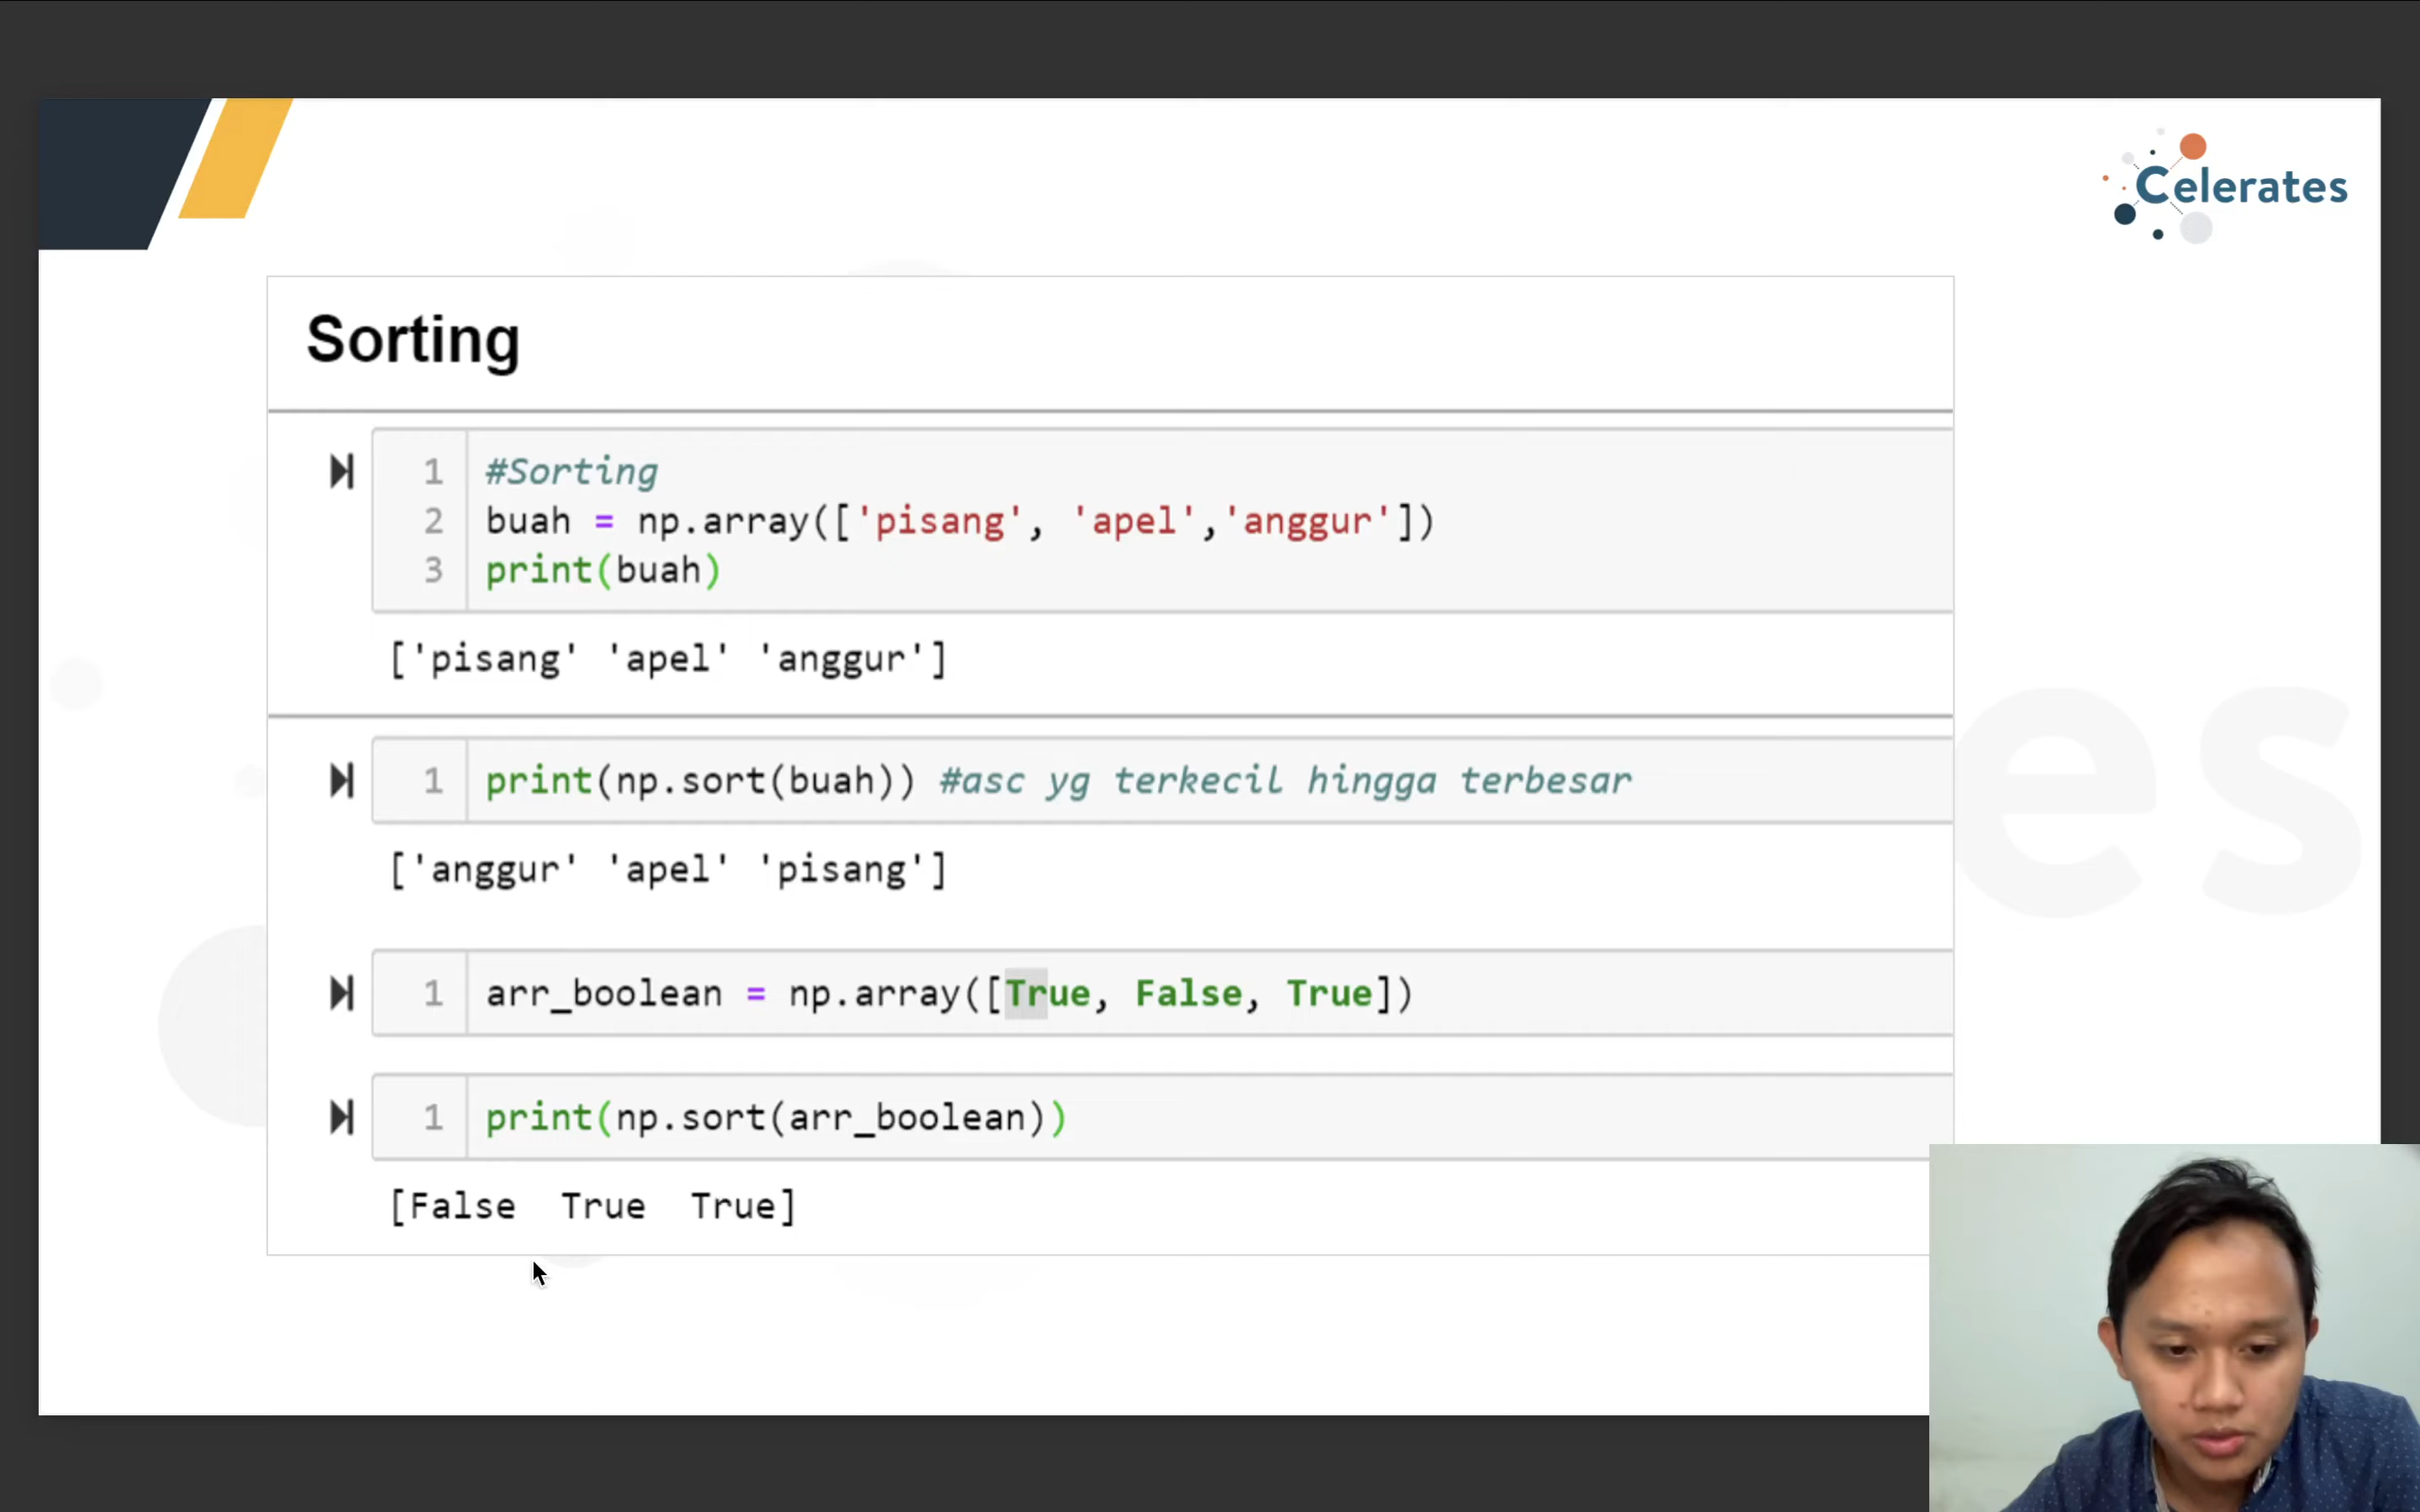 Celerates
Sorting
1 #Sorting
2 buah = np.array(['pisang', 'apel','anggur'])
3 print(buah)
['pisang' 'apel' 'anggur']
1 print(np.sort(buah)) #asc yg terkecil hingga terbesar
['anggur' 'apel' 'pisang']
1 arr_boolean = np.array([True, False, True])
1 print(np.sort(arr_boolean))
[False True True]
es